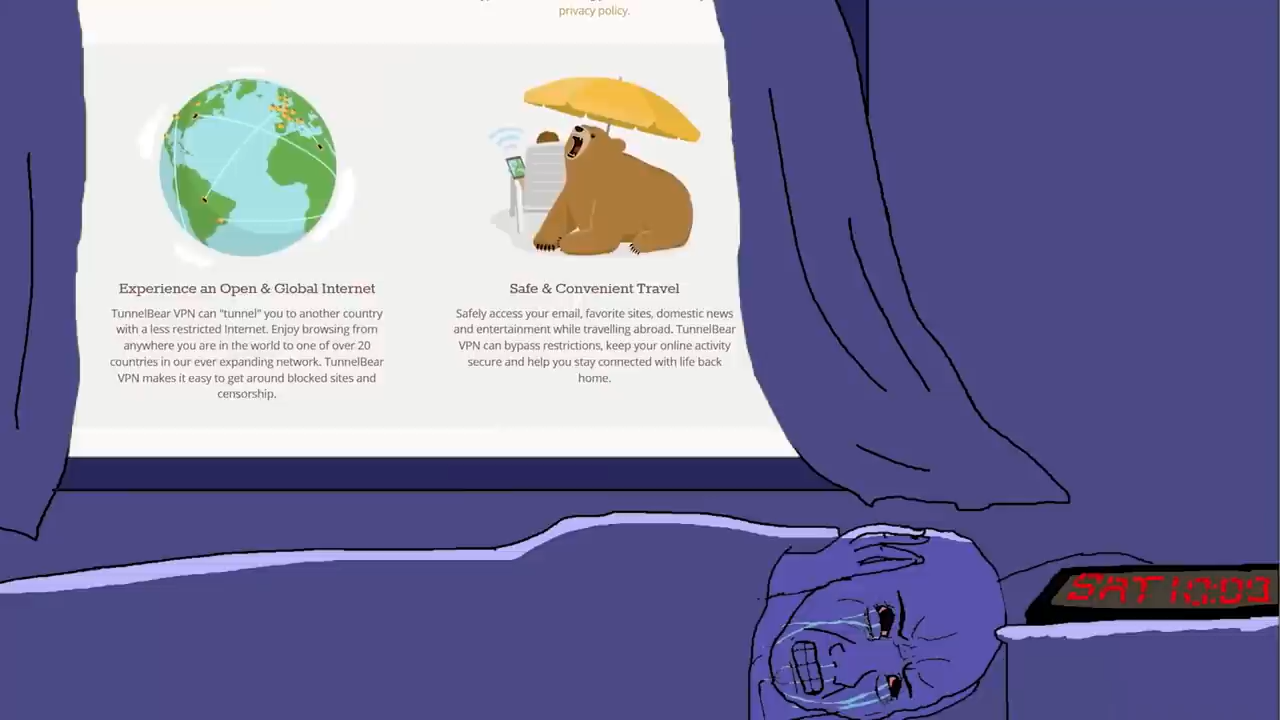 privacy policy.
Experience an Open & Global Internet
TunnelBear VPN can "tunnel" you to another country
with a less restricted Internet. Enjoy browsing from
anywhere you are in the world to one of over 20
countries in our ever expanding network. TunnelBear
VPN makes it easy to get around blocked sites and
censorship.
Safe & Convenient Travel
Safely access your email, favorite sites, domestic news
and entertainment while travelling abroad. TunnelBear
VPN can bypass restrictions, keep your online activity
secure and help you stay connected with life back
home.
SAT 10:00